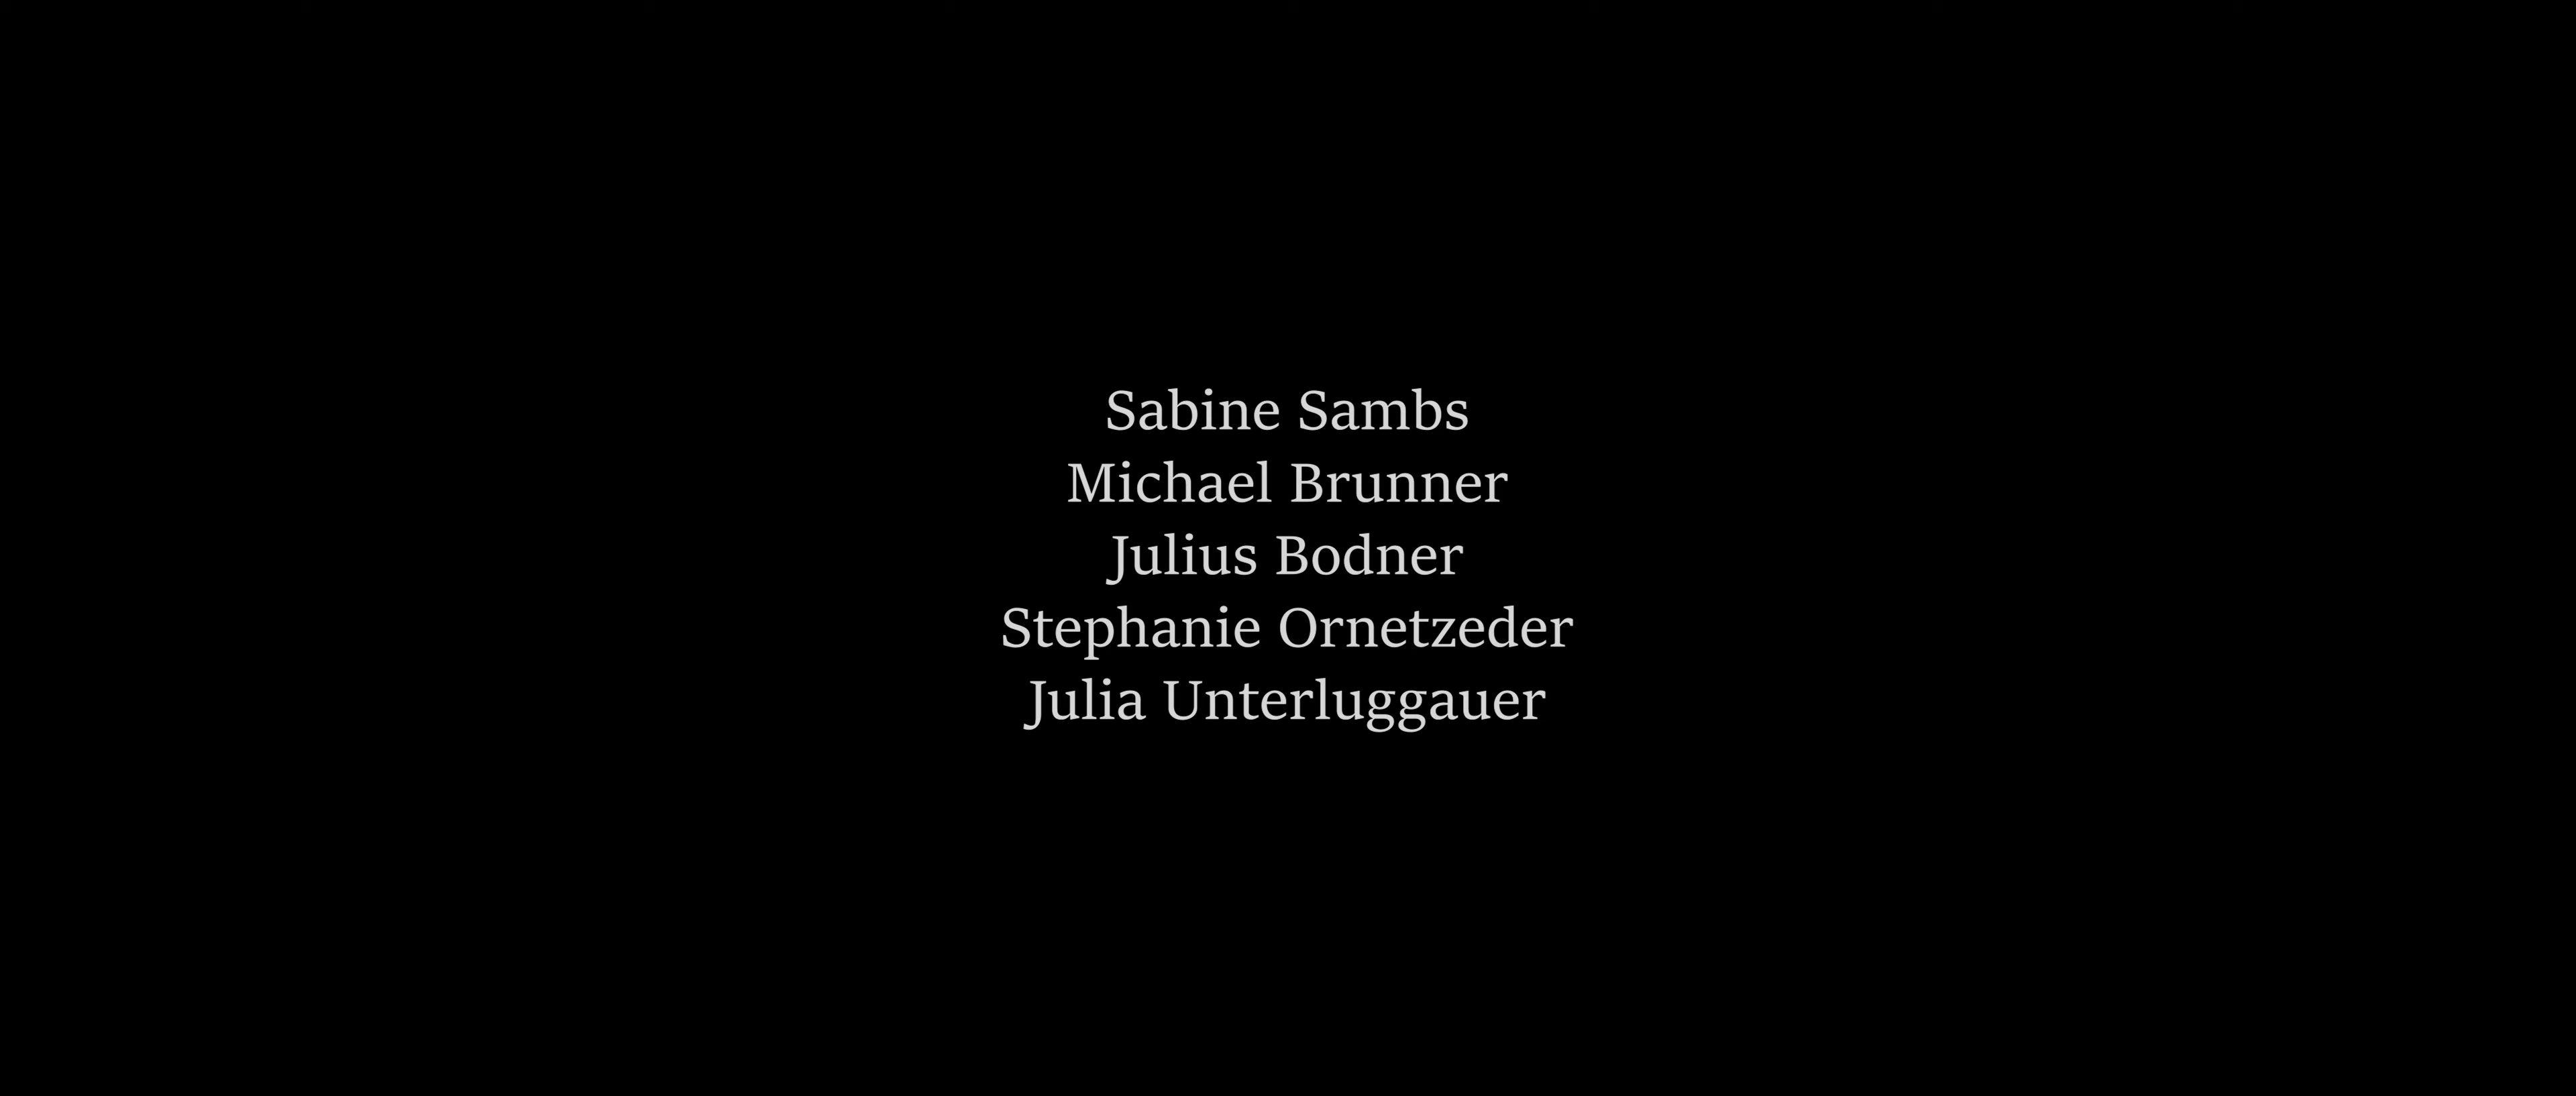 Sabine Sambs
Michael Brunner
Julius Bodner
Stephanie Ornetzeder
Julia Unterluggauer